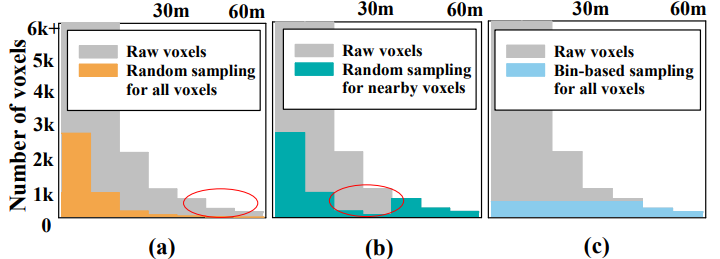 30m 60m 30m 60m 30m 60m
6k+
5k
4k
3k
2k
1k
0
Number of voxels
Raw voxels
Random sampling
for all voxels
Raw voxels
Random sampling
for nearby voxels
Raw voxels
Bin-based sampling
for all voxels
(a) (b) (c)